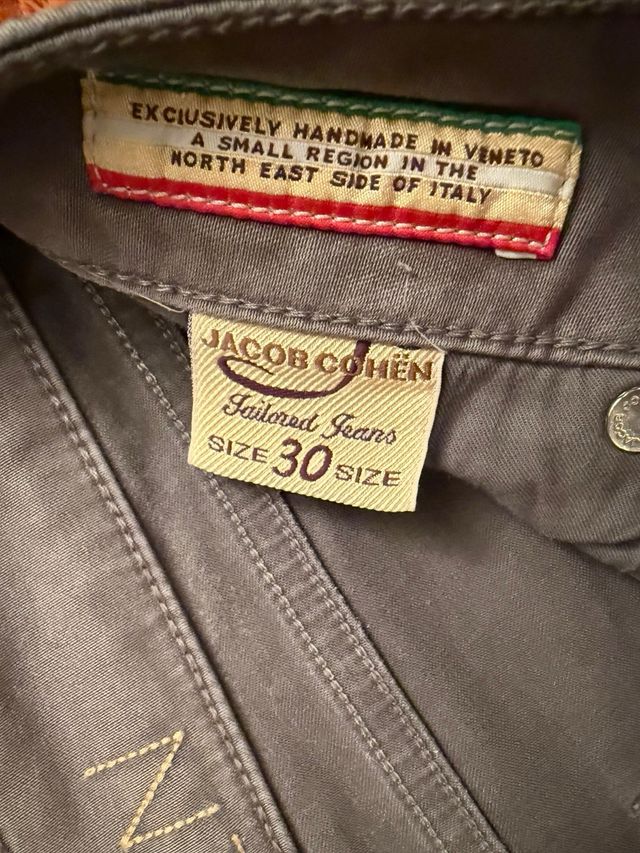 EXCLUSIVELY HANDMADE IN VENETO
A SMALL REGION IN THE
NORTH EAST SIDE OF ITALY
JACOB COHËN
Tailored Jeans
SIZE 30 SIZE
N